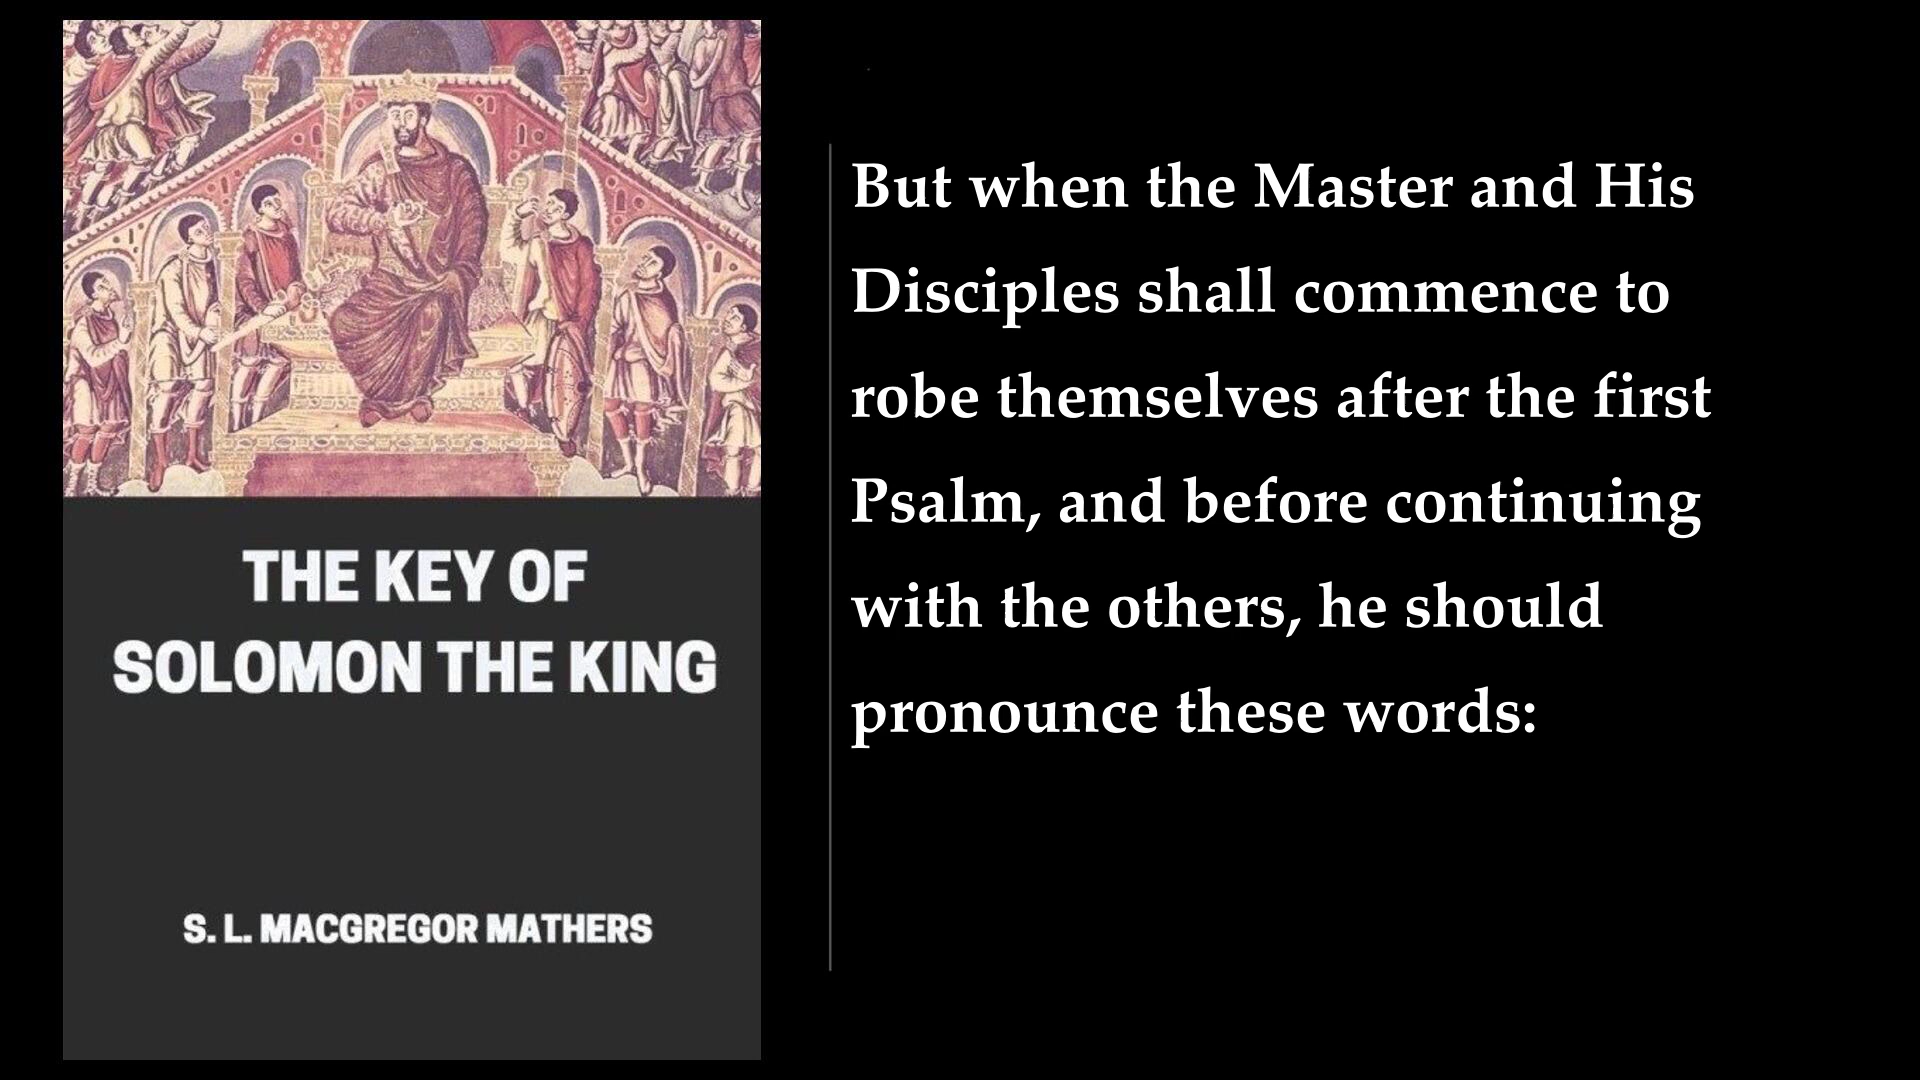 THE KEY OF
SOLOMON THE KING
S. L. MACGREGOR MATHERS
But when the Master and His
Disciples shall commence to
robe themselves after the first
Psalm, and before continuing
with the others, he should
pronounce these words: